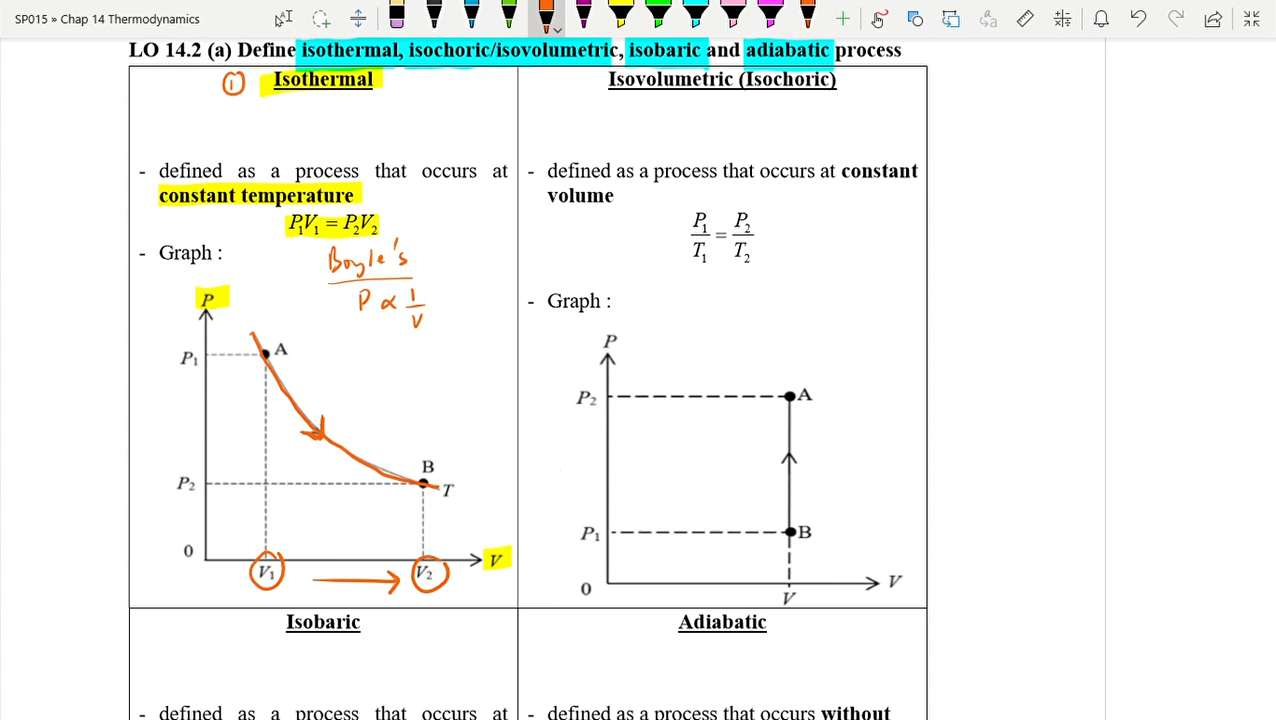 SP015 » Chap 14 Thermodynamics
LO 14.2 (a) Define isothermal, isochoric/isovolumetric, isobaric and adiabatic process
① Isothermal
- defined as a process that occurs at
constant temperature
P₁V₁ = P₂V₂
- Graph :
Boyle's
P ∝ 1/V
P
P₁
A
B
P₂
T
0
V
V₁
V₂
Isovolumetric (Isochoric)
- defined as a process that occurs at constant
volume
P₁/T₁ = P₂/T₂
- Graph :
P
P₂
A
P₁
B
0
V
V
Isobaric
- defined as a process that occurs at
Adiabatic
- defined as a process that occurs without